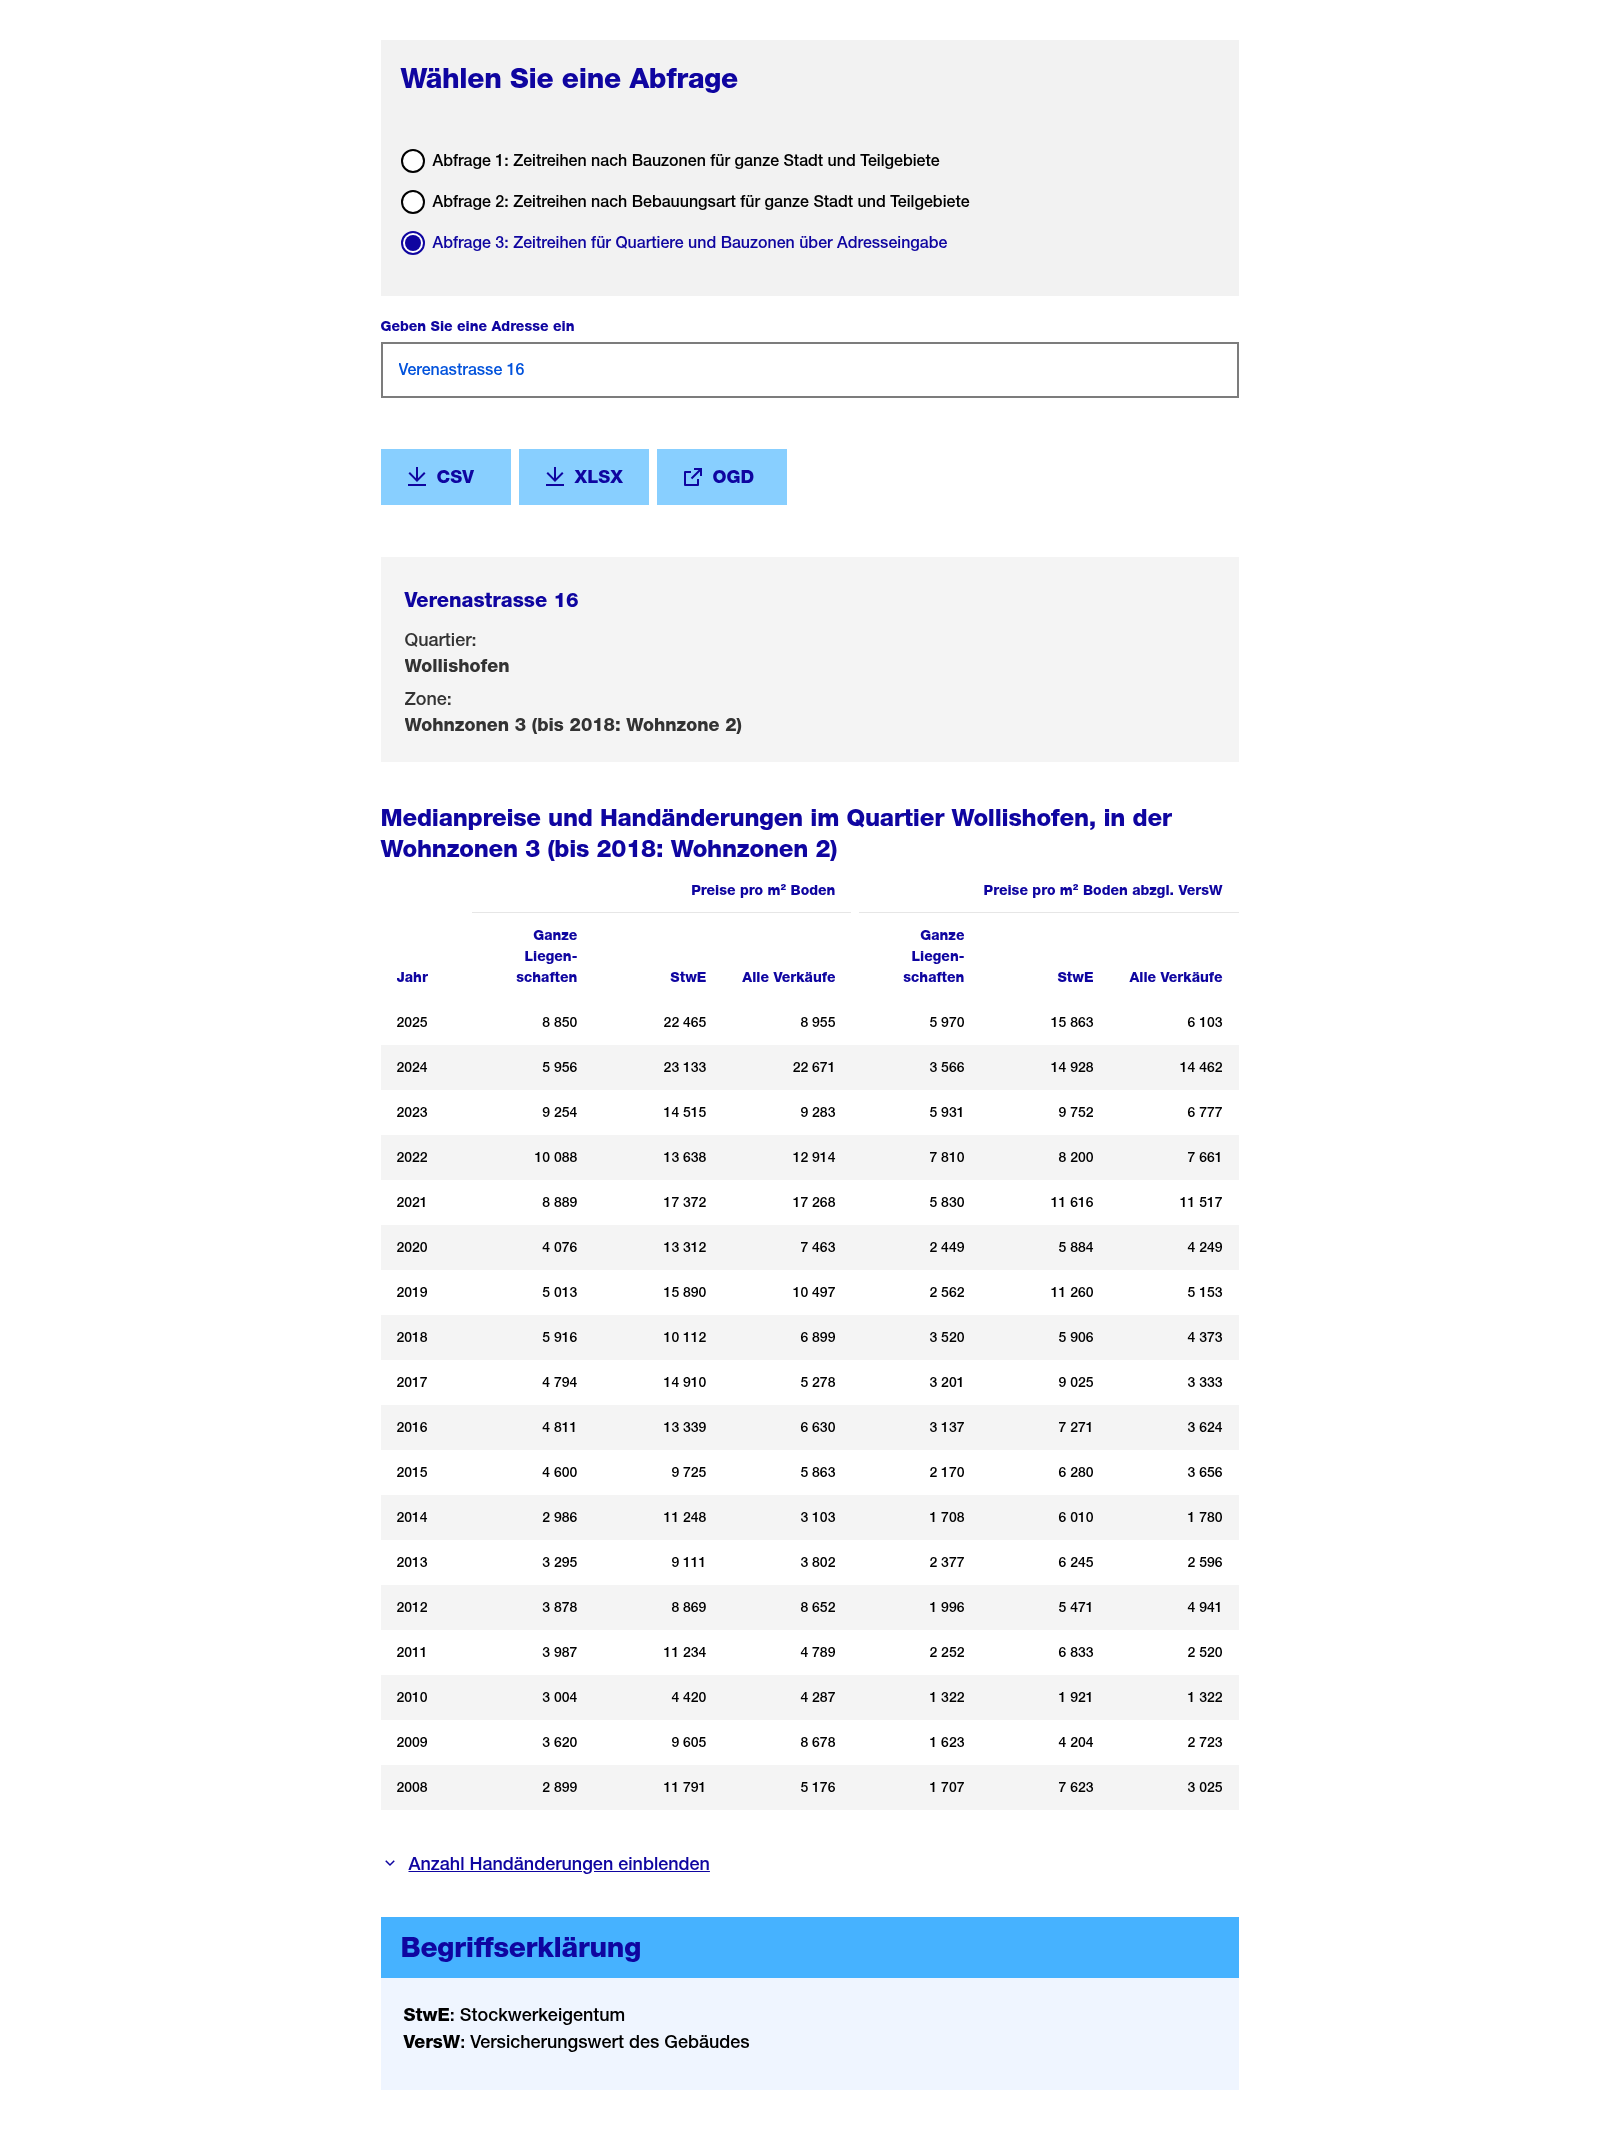 Wählen Sie eine Abfrage
Abfrage 1: Zeitreihen nach Bauzonen für ganze Stadt und Teilgebiete
Abfrage 2: Zeitreihen nach Bebauungsart für ganze Stadt und Teilgebiete
Abfrage 3: Zeitreihen für Quartiere und Bauzonen über Adresseingabe
Geben Sie eine Adresse ein
Verenastrasse 16
CSV XLSX OGD
Verenastrasse 16
Quartier:
Wollishofen
Zone:
Wohnzonen 3 (bis 2018: Wohnzone 2)
Medianpreise und Handänderungen im Quartier Wollishofen, in der
Wohnzonen 3 (bis 2018: Wohnzonen 2)
Preise pro m² Boden Preise pro m² Boden abzgl. VersW
Ganze Ganze
Liegen- Liegen-
Jahr schaften StwE Alle Verkäufe schaften StwE Alle Verkäufe
2025 8 850 22 465 8 955 5 970 15 863 6 103
2024 5 956 23 133 22 671 3 566 14 928 14 462
2023 9 254 14 515 9 283 5 931 9 752 6 777
2022 10 088 13 638 12 914 7 810 8 200 7 661
2021 8 889 17 372 17 268 5 830 11 616 11 517
2020 4 076 13 312 7 463 2 449 5 884 4 249
2019 5 013 15 890 10 497 2 562 11 260 5 153
2018 5 916 10 112 6 899 3 520 5 906 4 373
2017 4 794 14 910 5 278 3 201 9 025 3 333
2016 4 811 13 339 6 630 3 137 7 271 3 624
2015 4 600 9 725 5 863 2 170 6 280 3 656
2014 2 986 11 248 3 103 1 708 6 010 1 780
2013 3 295 9 111 3 802 2 377 6 245 2 596
2012 3 878 8 869 8 652 1 996 5 471 4 941
2011 3 987 11 234 4 789 2 252 6 833 2 520
2010 3 004 4 420 4 287 1 322 1 921 1 322
2009 3 620 9 605 8 678 1 623 4 204 2 723
2008 2 899 11 791 5 176 1 707 7 623 3 025
Anzahl Handänderungen einblenden
Begriffserklärung
StwE: Stockwerkeigentum
VersW: Versicherungswert des Gebäudes